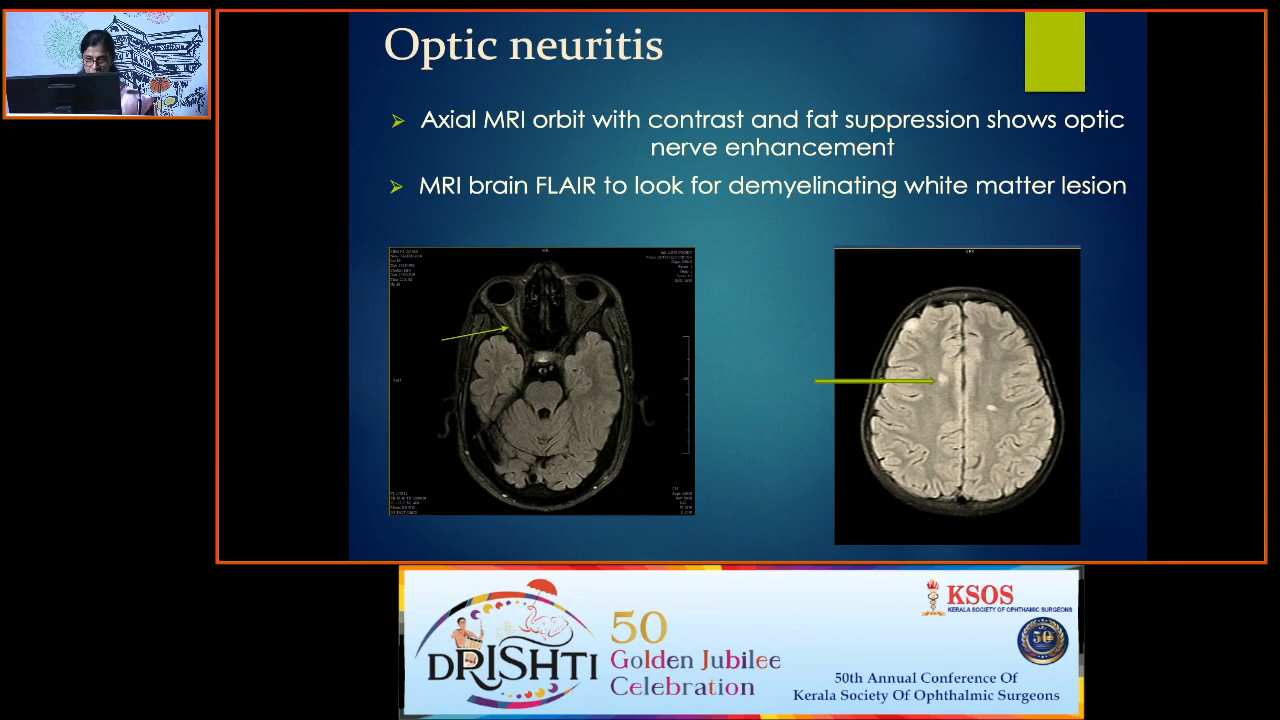 Optic neuritis
Axial MRI orbit with contrast and fat suppression shows optic
nerve enhancement
MRI brain FLAIR to look for demyelinating white matter lesion
DRISHTI
50
Golden Jubilee
Celebration
KSOS
KERALA SOCIETY OF OPHTHAMIC SURGEONS
50
50th Annual Conference Of
Kerala Society Of Ophthalmic Surgeons